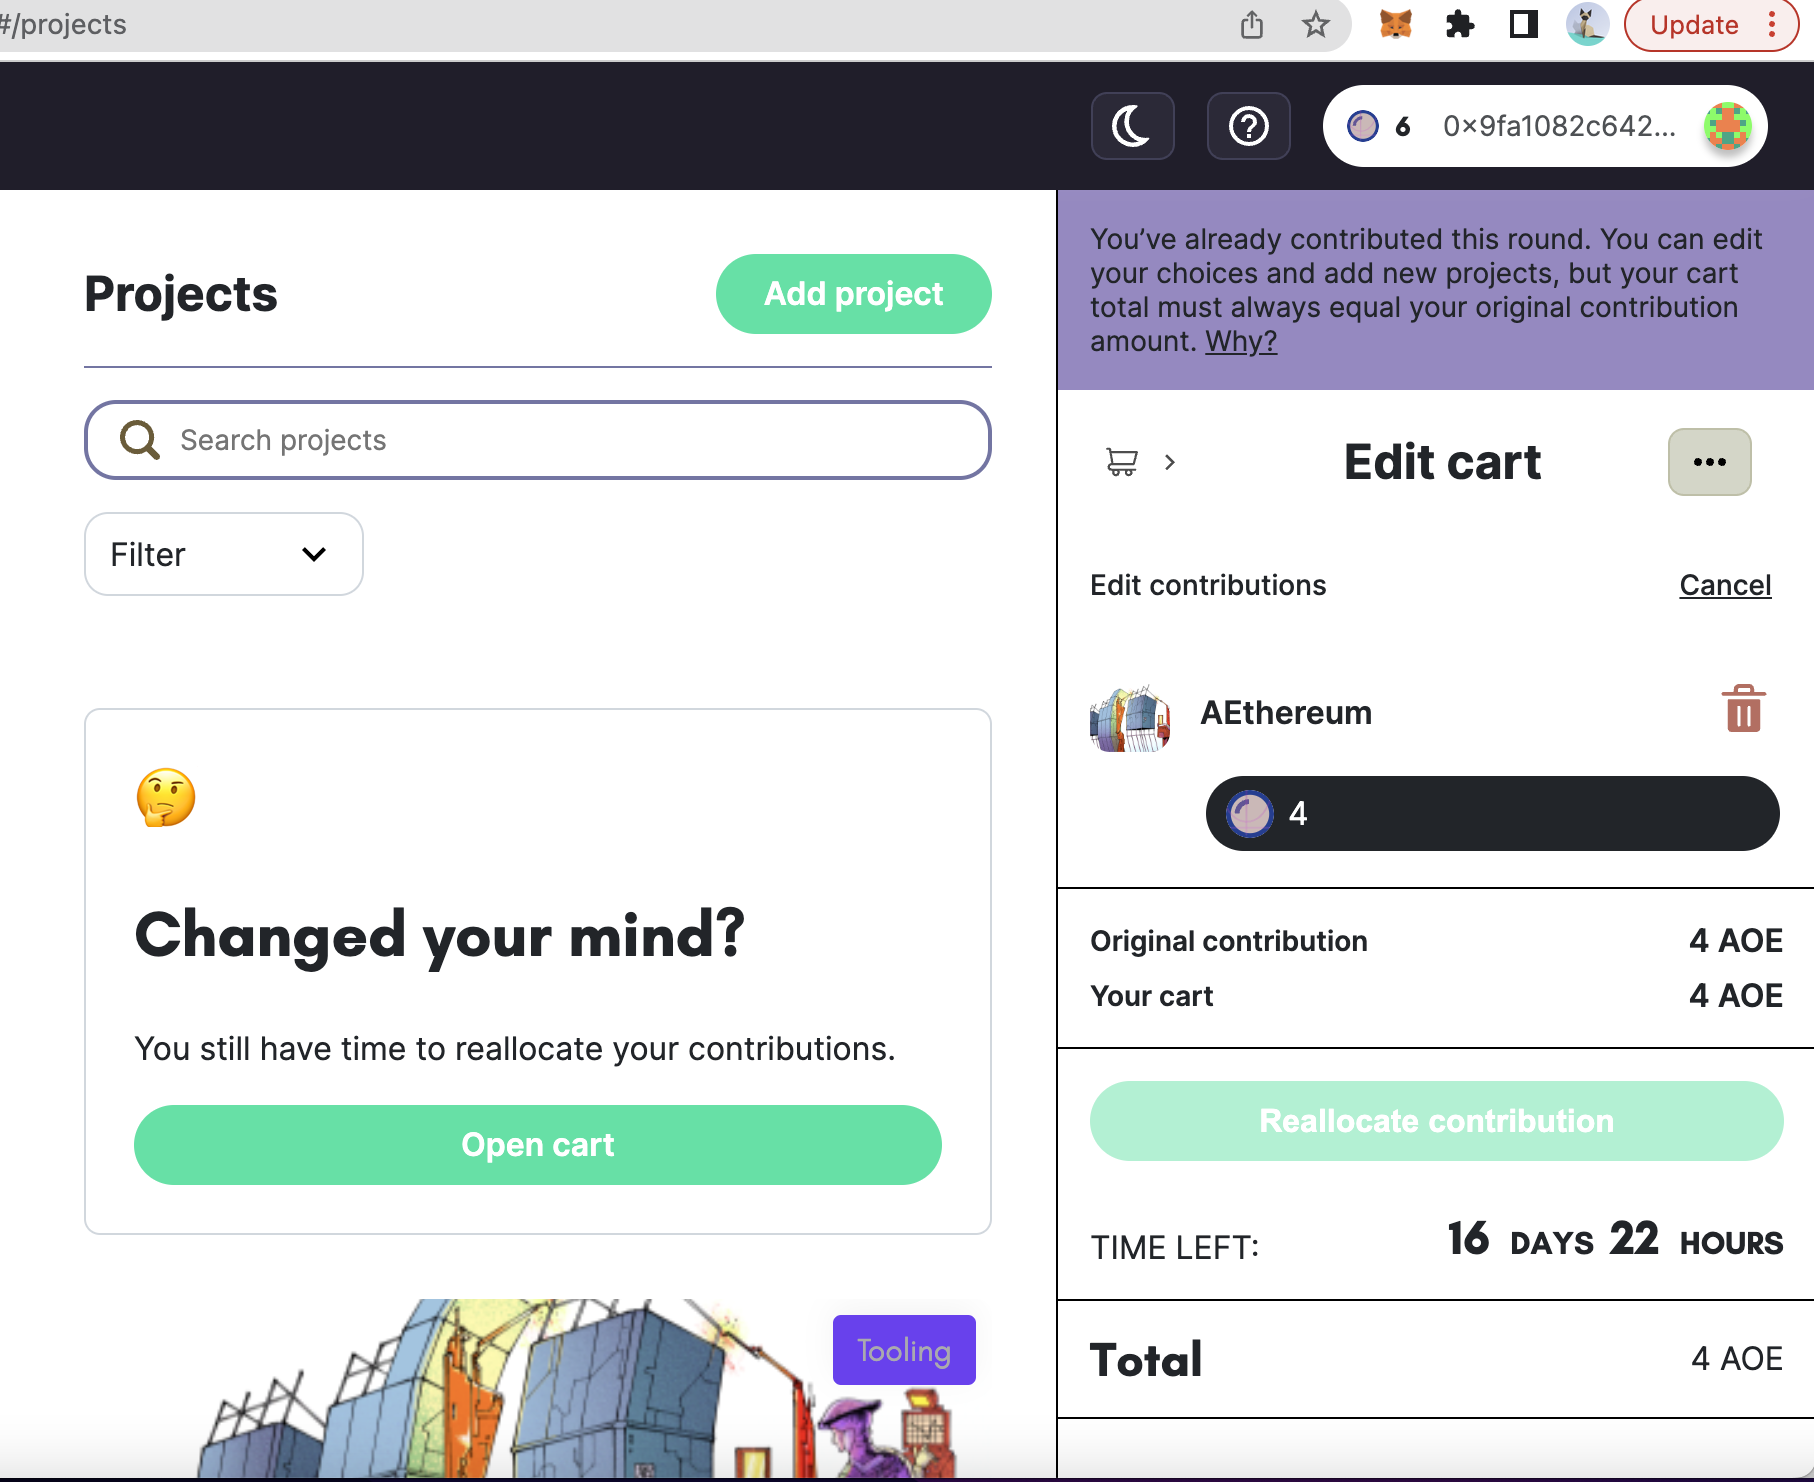 #/projects
Update
6 0×9fa1082c642...
Projects
Add project
Search projects
Filter
🤔
Changed your mind?
You still have time to reallocate your contributions.
Open cart
Tooling
You’ve already contributed this round. You can edit
your choices and add new projects, but your cart
total must always equal your original contribution
amount. Why?
Edit cart
Edit contributions Cancel
AEthereum
4
Original contribution 4 AOE
Your cart 4 AOE
Reallocate contribution
TIME LEFT: 16 DAYS 22 HOURS
Total 4 AOE